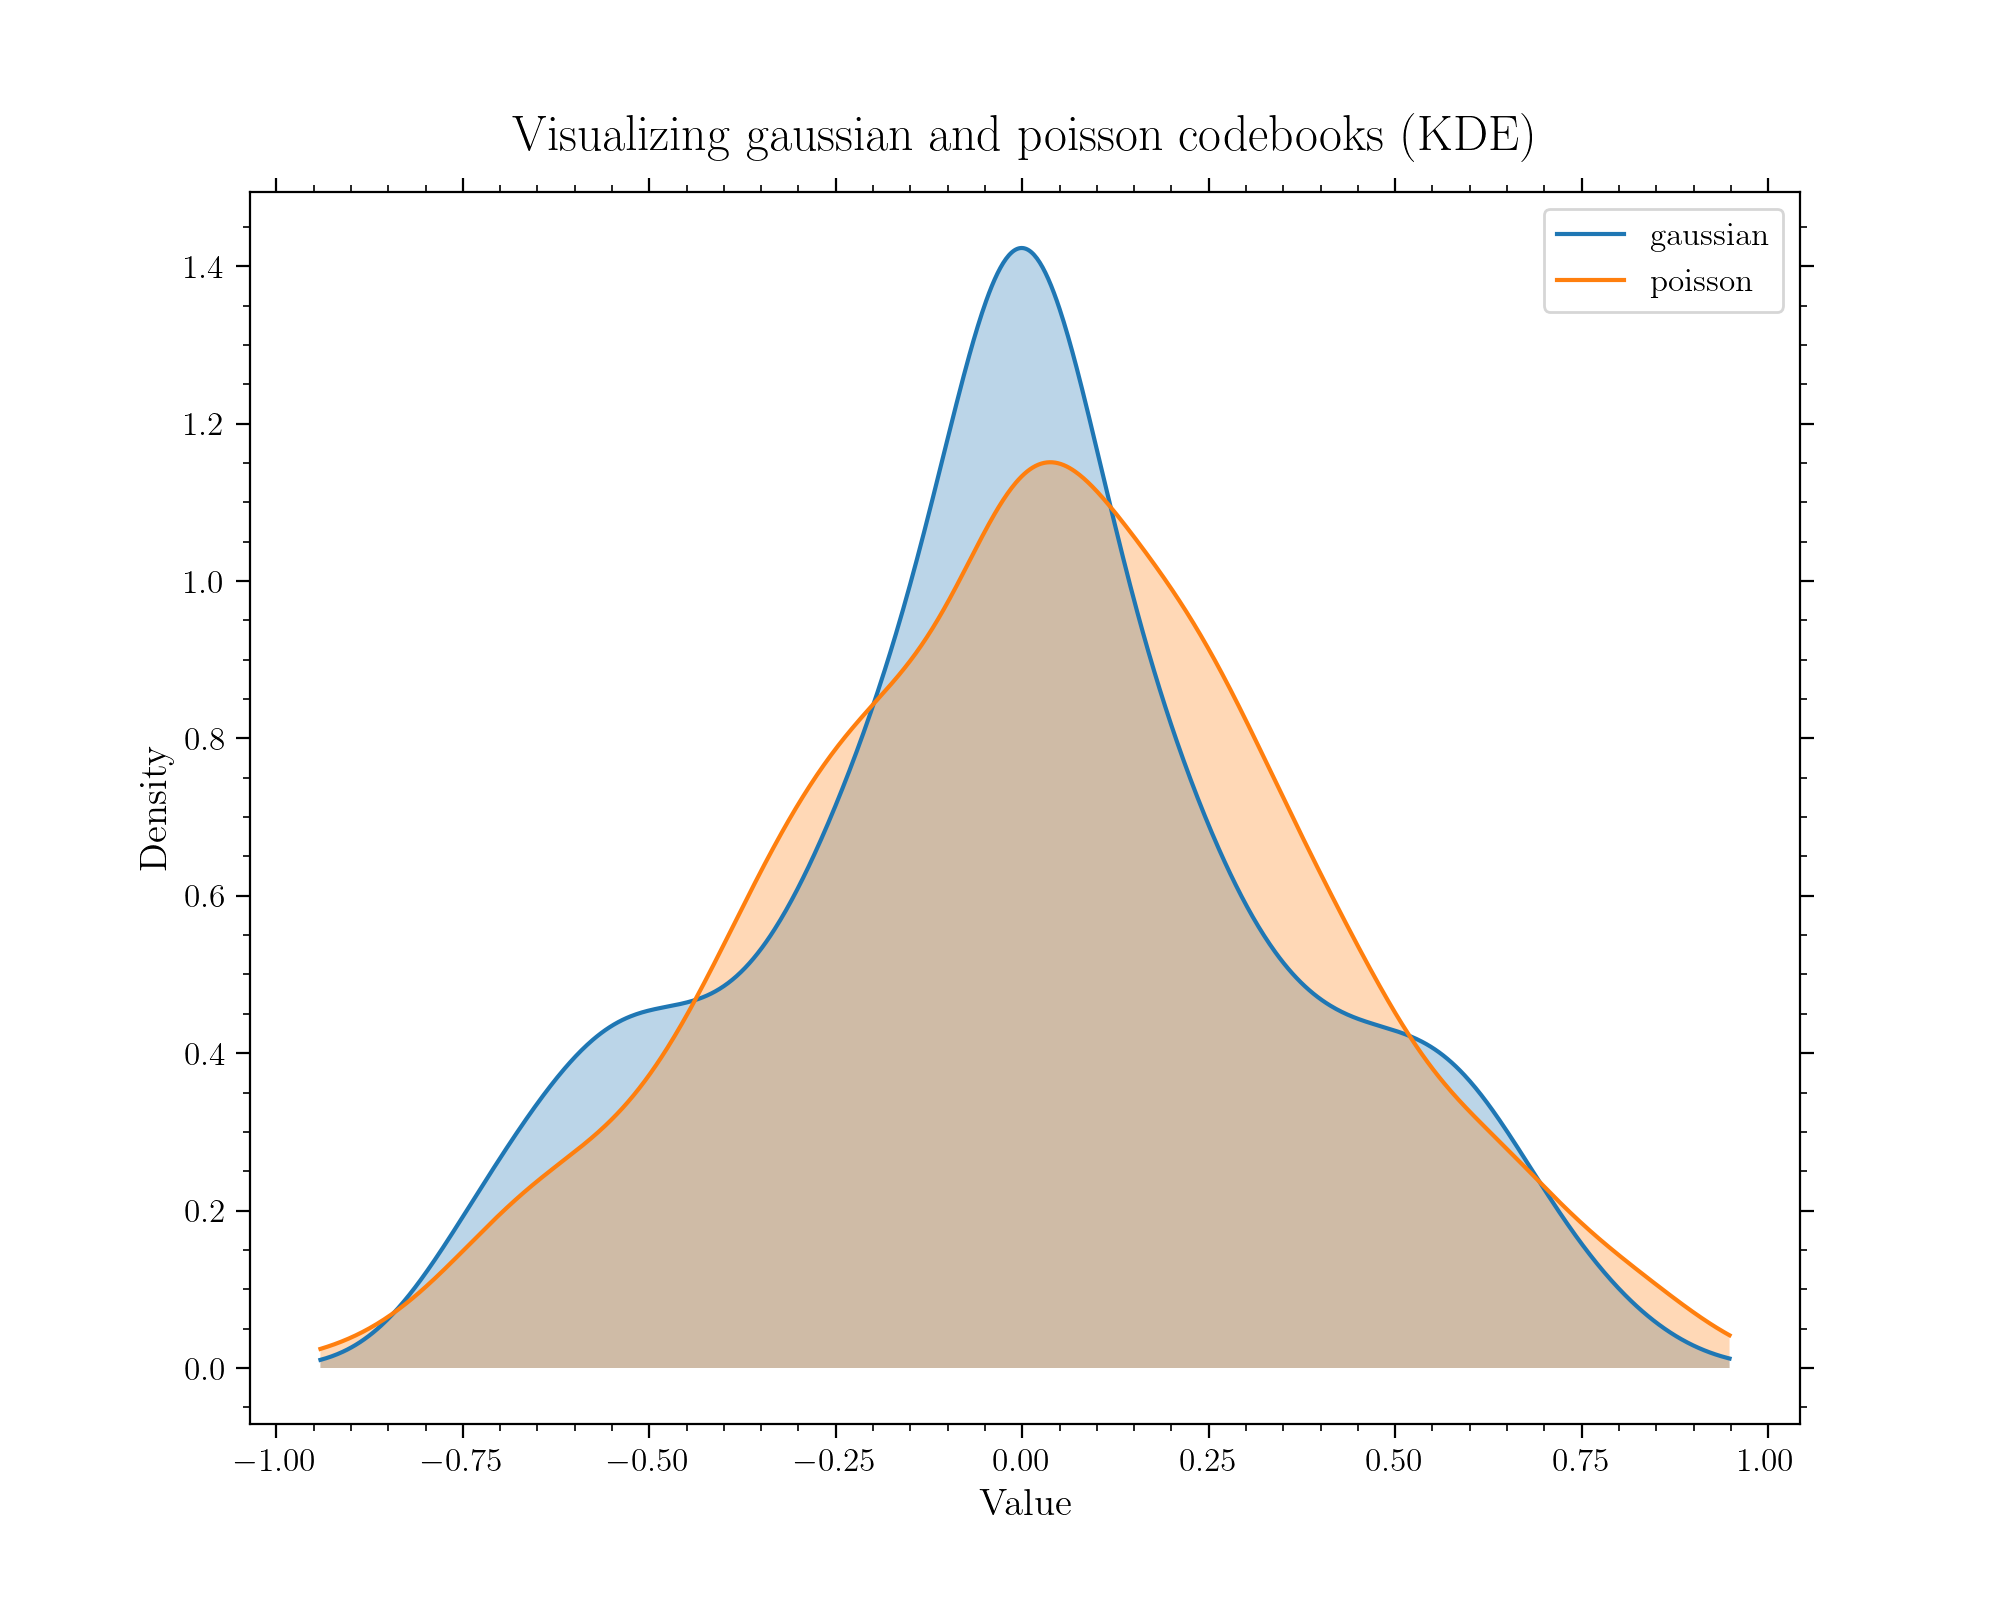 Visualizing gaussian and poisson codebooks (KDE)
gaussian
poisson
1.4
1.2
1.0
0.8
0.6
0.4
0.2
0.0
Density
−1.00 −0.75 −0.50 −0.25 0.00 0.25 0.50 0.75 1.00
Value